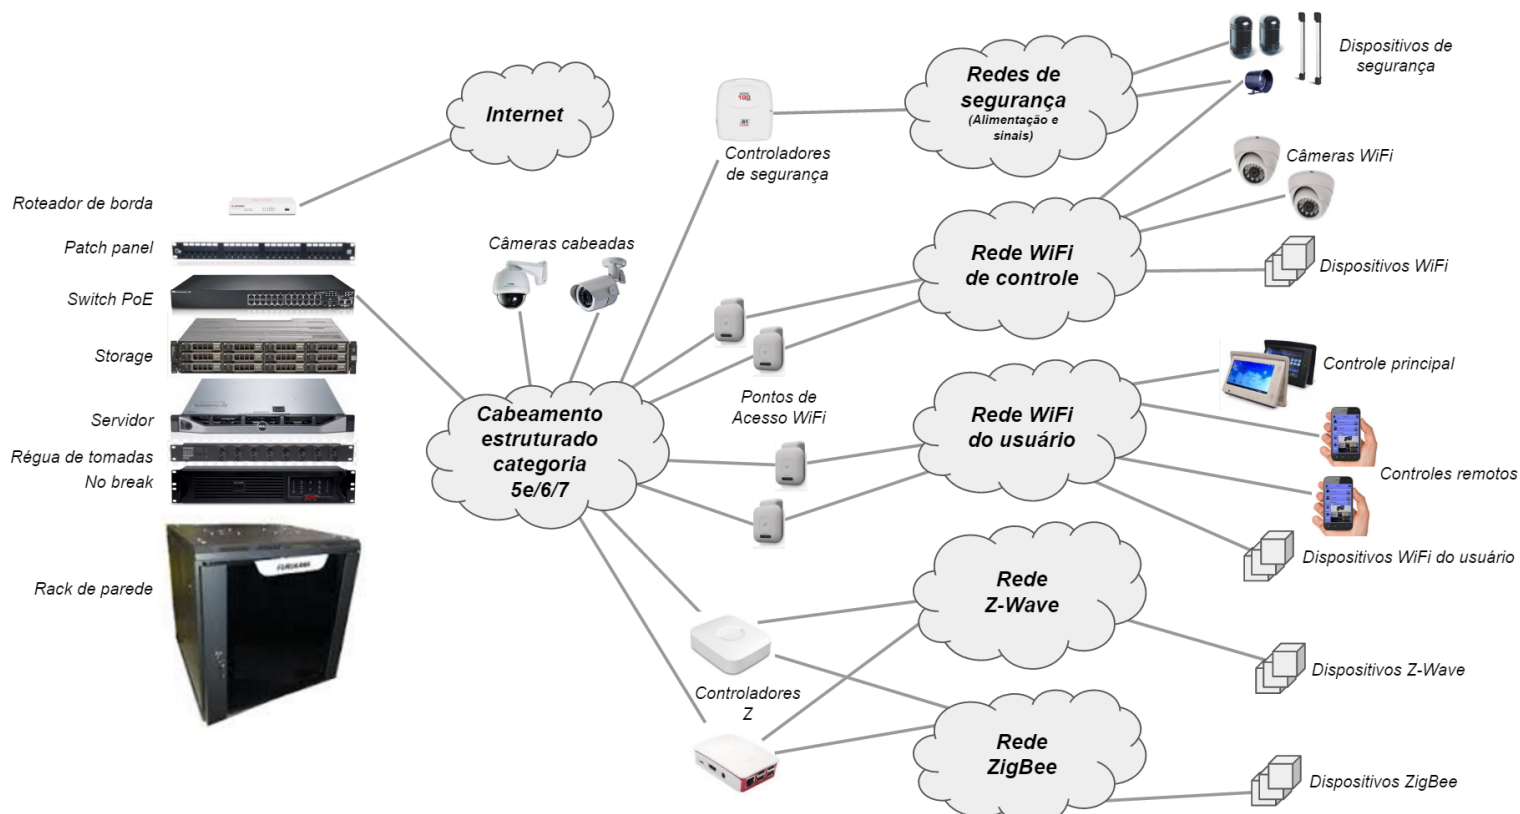 Internet
Roteador de borda
Patch panel
Switch PoE
Storage
Servidor
Régua de tomadas
No break
Rack de parede
FURUKAWA
Câmeras cabeadas
Cabeamento
estruturado
categoria
5e/6/7
Controladores
de segurança
Pontos de
Acesso WiFi
Controladores
Z
Redes de
segurança
(Alimentação e
sinais)
Rede WiFi
de controle
Rede WiFi
do usuário
Rede
Z-Wave
Rede
ZigBee
Dispositivos de
segurança
Câmeras WiFi
Dispositivos WiFi
Controle principal
Controles remotos
Dispositivos WiFi do usuário
Dispositivos Z-Wave
Dispositivos ZigBee